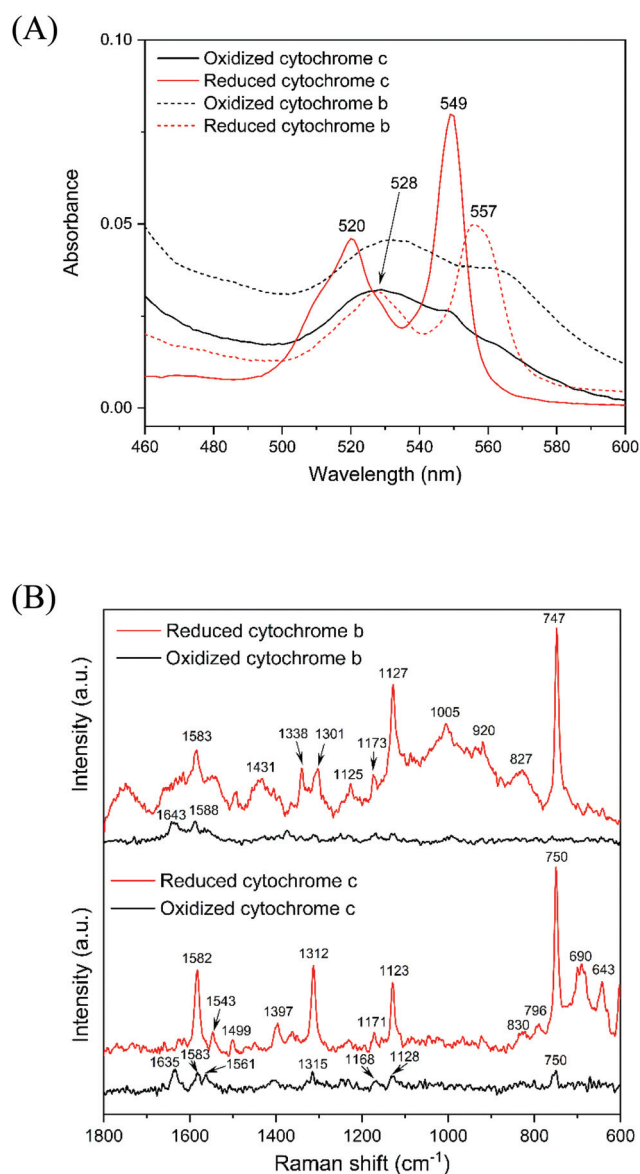 (A)
0.10
0.05
0.00
Absorbance
Oxidized cytochrome c
Reduced cytochrome c
Oxidized cytochrome b
Reduced cytochrome b
549
528
520
557
460 480 500 520 540 560 580 600
Wavelength (nm)
(B)
Intensity (a.u.)
Reduced cytochrome b
Oxidized cytochrome b
747
1127
1005
1338 1301
1583
1173
920
1431
1125
827
1643 1588
Intensity (a.u.)
Reduced cytochrome c
Oxidized cytochrome c
750
1582
1312
1123
690
643
1543
1397
1499
1171
796
830
1583
1635
1561
1315
1168
1128
750
1800 1600 1400 1200 1000 800 600
Raman shift (cm-1)